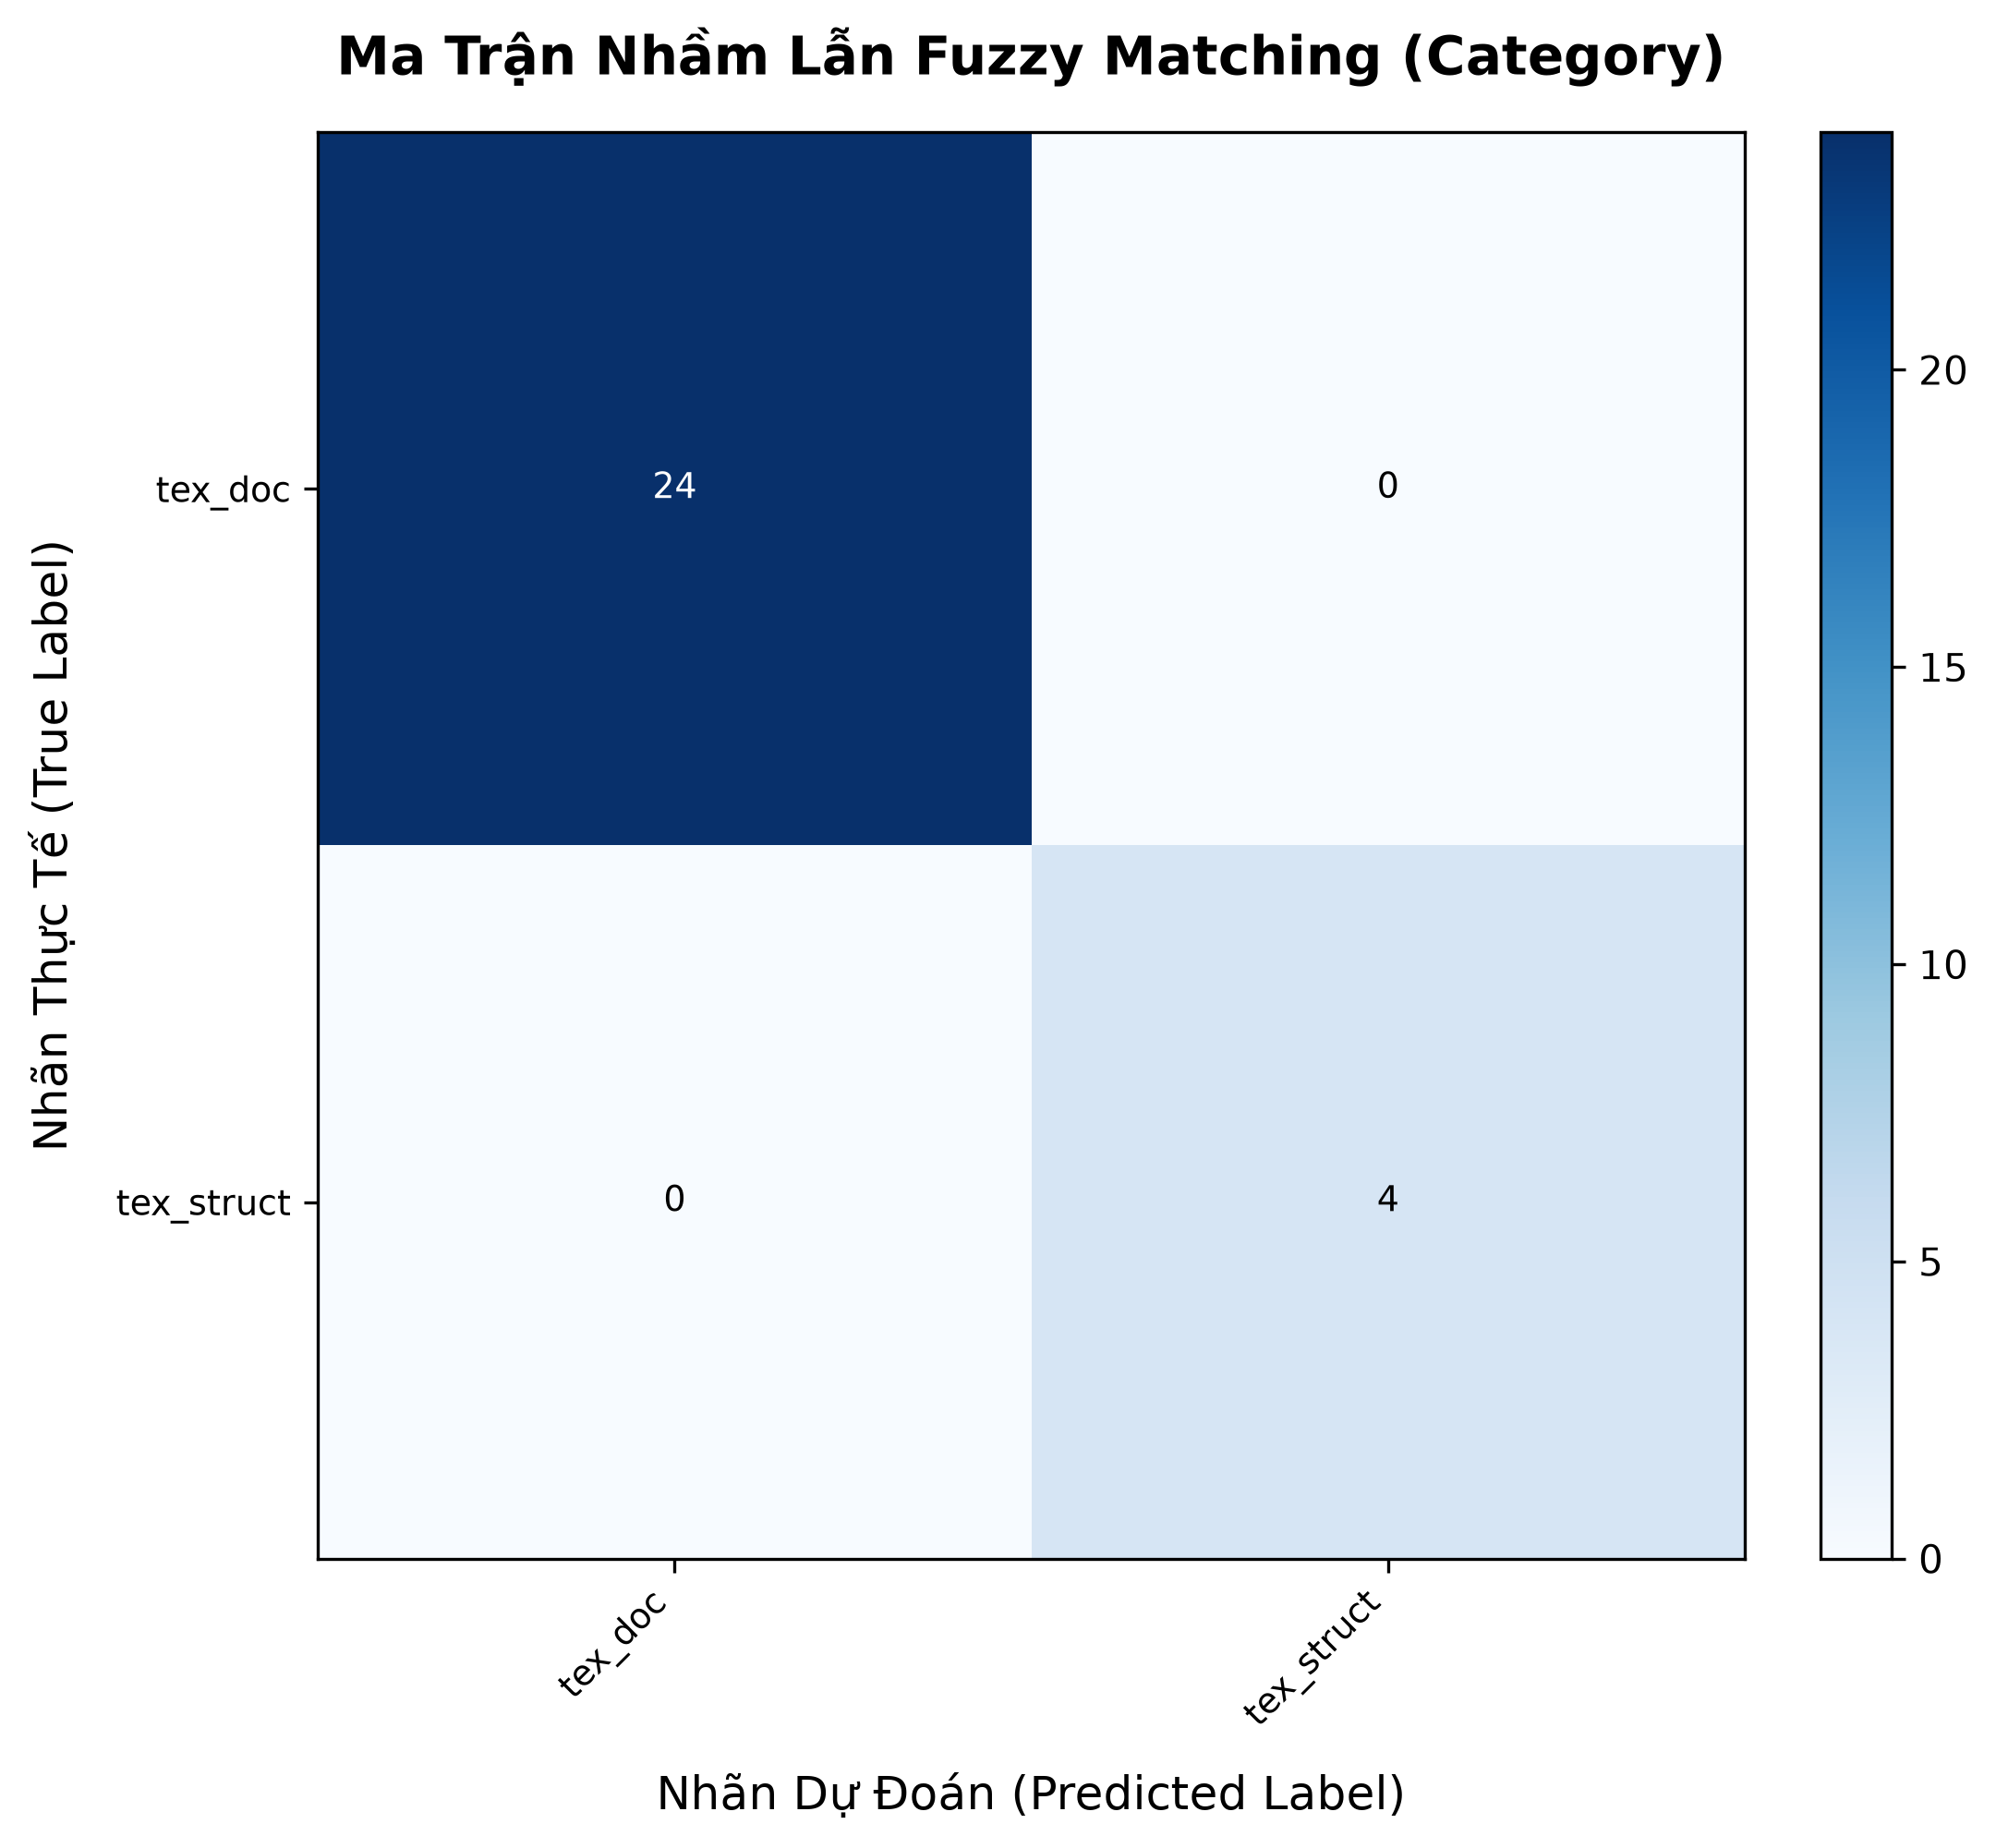 Ma Trận Nhầm Lẫn Fuzzy Matching (Category)
Nhãn Thực Tế (True Label)
tex_doc
24
0
tex_struct
0
4
20
15
10
5
0
tex_doc
tex_struct
Nhãn Dự Đoán (Predicted Label)